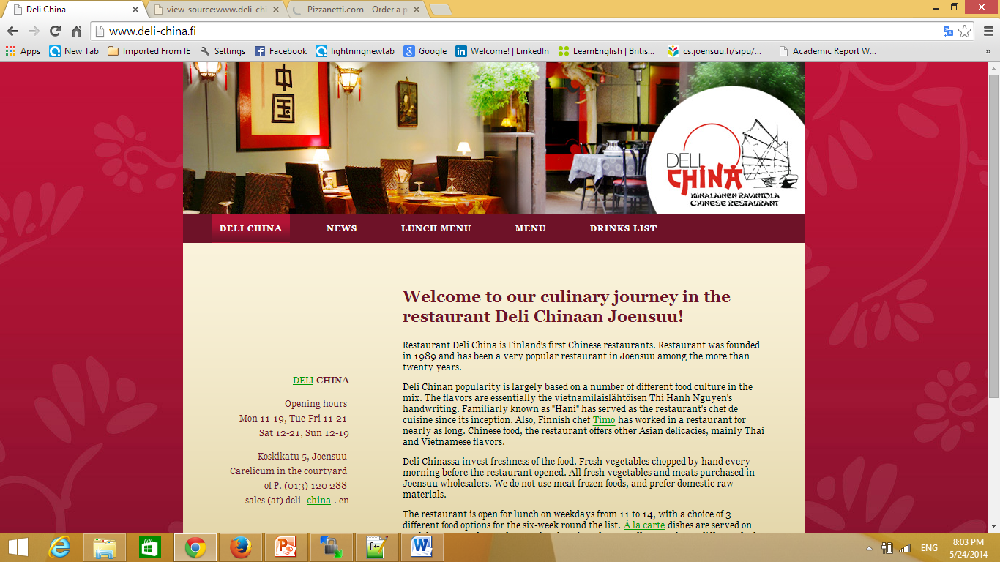 Deli China
view-source:www.deli-chi
Pizzanetti.com - Order a p
www.deli-china.fi
Apps
New Tab
Imported From IE
Settings
Facebook
lightningnewtab
Google
Welcome! | LinkedIn
LearnEnglish | Britis...
cs.joensuu.fi/sipu/...
Academic Report W...
»
中
国
DELI
CHINA
KIINALAINEN RAVINTOLA
CHINESE RESTAURANT
DELI CHINA
NEWS
LUNCH MENU
MENU
DRINKS LIST
Welcome to our culinary journey in the
restaurant Deli Chinaan Joensuu!
Restaurant Deli China is Finland's first Chinese restaurants. Restaurant was founded
in 1989 and has been a very popular restaurant in Joensuu among the more than
twenty years.
Deli Chinan popularity is largely based on a number of different food culture in the
mix. The flavors are essentially the vietnamilaislähtöisen Thi Hanh Nguyen's
handwriting. Familiarly known as "Hani" has served as the restaurant's chef de
cuisine since its inception. Also, Finnish chef Timo has worked in a restaurant for
nearly as long. Chinese food, the restaurant offers other Asian delicacies, mainly Thai
and Vietnamese flavors.
Deli Chinassa invest freshness of the food. Fresh vegetables chopped by hand every
morning before the restaurant opened. All fresh vegetables and meats purchased in
Joensuu wholesalers. We do not use meat frozen foods, and prefer domestic raw
materials.
The restaurant is open for lunch on weekdays from 11 to 14, with a choice of 3
different food options for the six-week round the list. À la carte dishes are served on
DELI CHINA
Opening hours
Mon 11-19, Tue-Fri 11-21
Sat 12-21, Sun 12-19
Koskikatu 5, Joensuu
Carelicum in the courtyard
of P. (013) 120 288
sales (at) deli- china . en
ENG
8:03 PM
5/24/2014